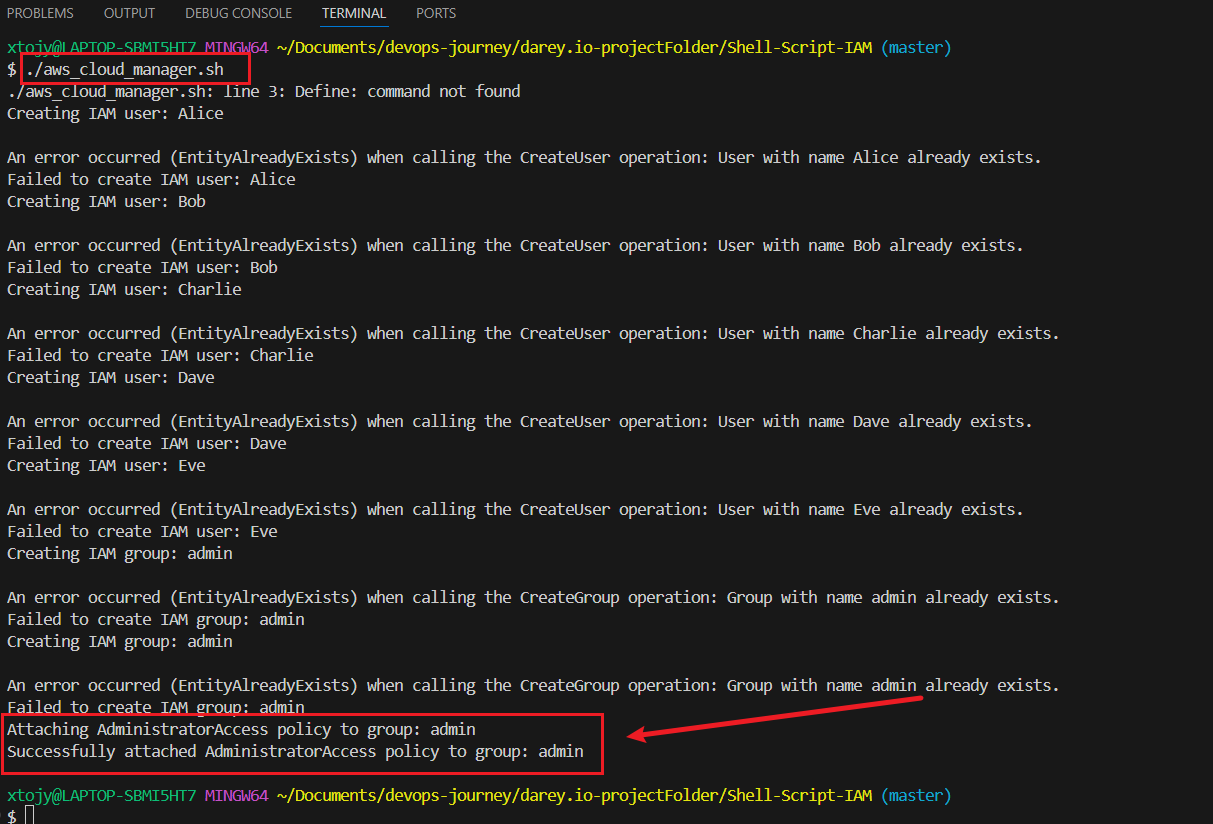 PROBLEMS OUTPUT DEBUG CONSOLE TERMINAL PORTS
xtojy@LAPTOP-SBMI5HT7 MINGW64 ~/Documents/devops-journey/darey.io-projectFolder/Shell-Script-IAM (master)
$ ./aws_cloud_manager.sh
./aws_cloud_manager.sh: line 3: Define: command not found
Creating IAM user: Alice
An error occurred (EntityAlreadyExists) when calling the CreateUser operation: User with name Alice already exists.
Failed to create IAM user: Alice
Creating IAM user: Bob
An error occurred (EntityAlreadyExists) when calling the CreateUser operation: User with name Bob already exists.
Failed to create IAM user: Bob
Creating IAM user: Charlie
An error occurred (EntityAlreadyExists) when calling the CreateUser operation: User with name Charlie already exists.
Failed to create IAM user: Charlie
Creating IAM user: Dave
An error occurred (EntityAlreadyExists) when calling the CreateUser operation: User with name Dave already exists.
Failed to create IAM user: Dave
Creating IAM user: Eve
An error occurred (EntityAlreadyExists) when calling the CreateUser operation: User with name Eve already exists.
Failed to create IAM user: Eve
Creating IAM group: admin
An error occurred (EntityAlreadyExists) when calling the CreateGroup operation: Group with name admin already exists.
Failed to create IAM group: admin
Creating IAM group: admin
An error occurred (EntityAlreadyExists) when calling the CreateGroup operation: Group with name admin already exists.
Failed to create IAM group: admin
Attaching AdministratorAccess policy to group: admin
Successfully attached AdministratorAccess policy to group: admin
xtojy@LAPTOP-SBMI5HT7 MINGW64 ~/Documents/devops-journey/darey.io-projectFolder/Shell-Script-IAM (master)
$